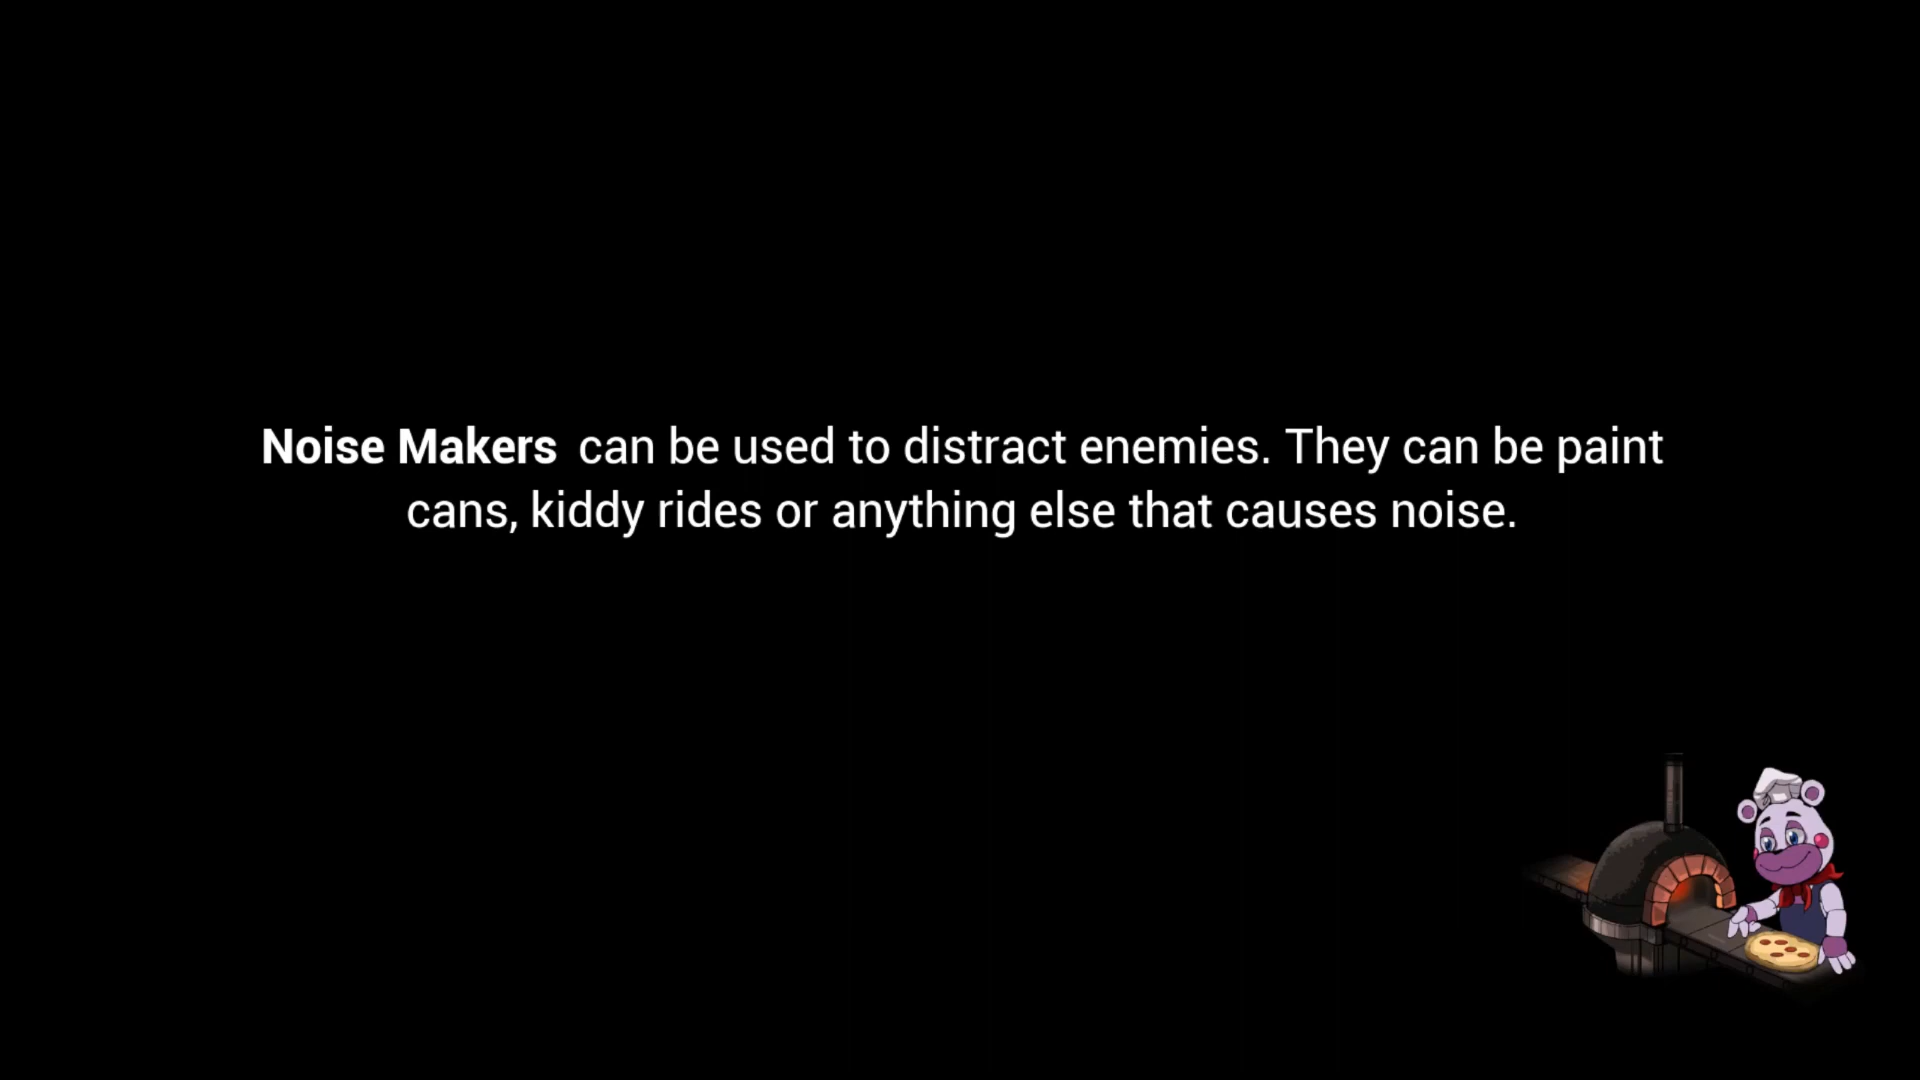 Noise Makers can be used to distract enemies. They can be paint
cans, kiddy rides or anything else that causes noise.